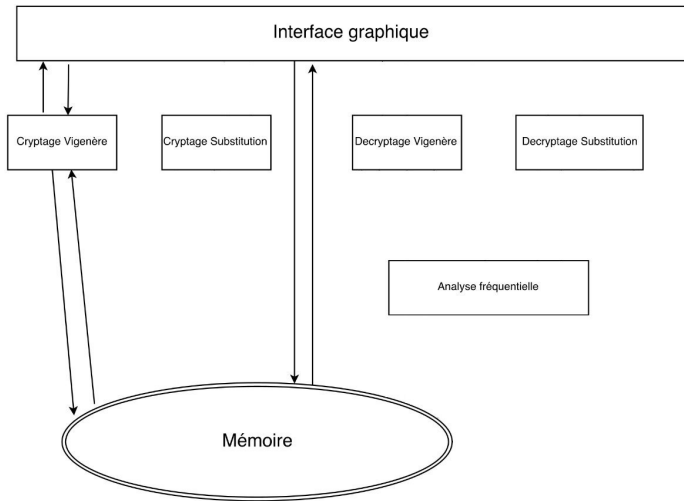 Interface graphique
Cryptage Vigenère
Cryptage Substitution
Decryptage Vigenère
Decryptage Substitution
Analyse fréquentielle
Mémoire